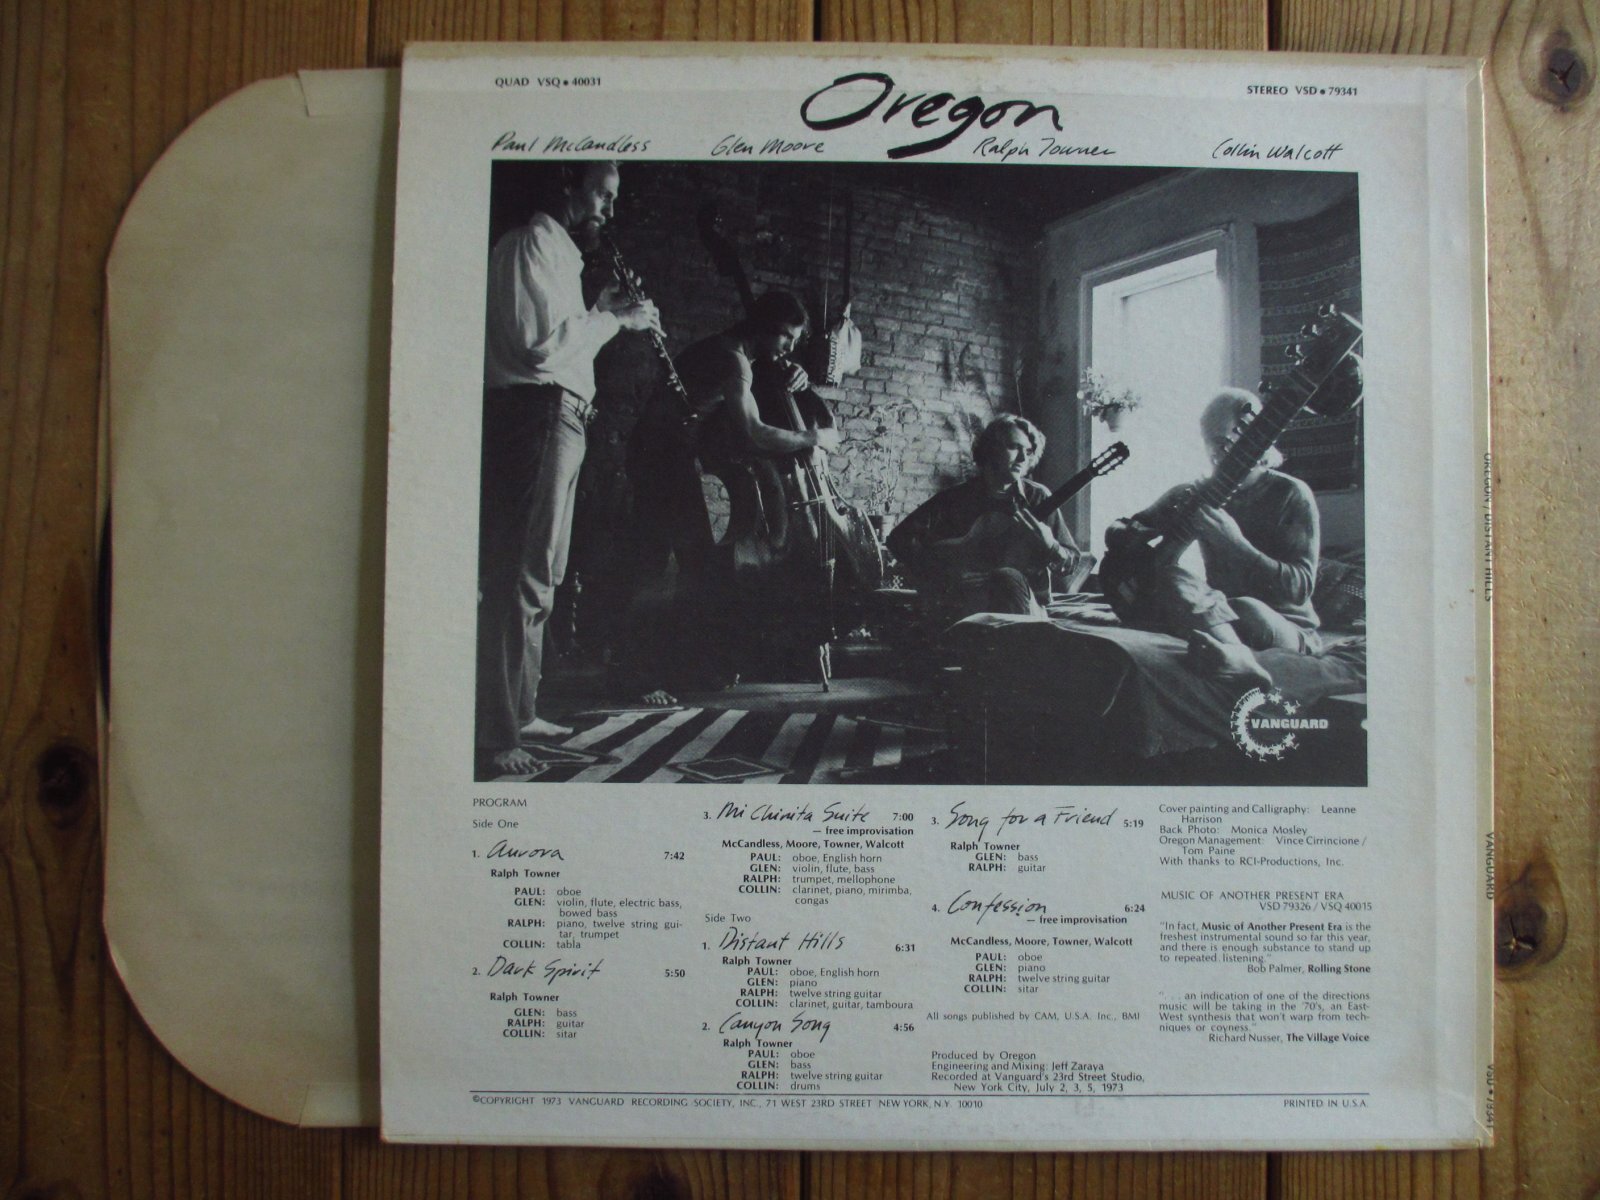 QUAD VSQ • 40031
STEREO VSD • 79341
Oregon
Paul McCandless
Glen Moore
Ralph Towner
Collin Walcott
VANGUARD
PROGRAM
Side One
1. Aurora 7:42
Ralph Towner
PAUL: oboe
GLEN: violin, flute, electric bass,
bowed bass
RALPH: piano, twelve string gui-
tar, trumpet
COLLIN: tabla
2. Dark Spirit 5:50
Ralph Towner
GLEN: bass
RALPH: guitar
COLLIN: sitar
3. Mi Chinita Suite 7:00
— free improvisation
McCandless, Moore, Towner, Walcott
PAUL: oboe, English horn
GLEN: violin, flute, bass
RALPH: trumpet, mellophone
COLLIN: clarinet, piano, mirimba,
congas
Side Two
1. Distant Hills 6:31
Ralph Towner
PAUL: oboe, English horn
GLEN: piano
RALPH: twelve string guitar
COLLIN: clarinet, guitar, tamboura
2. Canyon Song 4:56
Ralph Towner
PAUL: oboe
GLEN: bass
RALPH: twelve string guitar
COLLIN: drums
3. Song for a Friend 5:19
Ralph Towner
GLEN: bass
RALPH: guitar
4. Confession 6:24
— free improvisation
McCandless, Moore, Towner, Walcott
PAUL: oboe
GLEN: piano
RALPH: twelve string guitar
COLLIN: sitar
All songs published by CAM, U.S.A. Inc., BMI
Produced by Oregon
Engineering and Mixing: Jeff Zaraya
Recorded at Vanguard's 23rd Street Studio,
New York City, July 2, 3, 5, 1973
Cover painting and Calligraphy: Leanne
Harrison
Back Photo: Monica Mosley
Oregon Management: Vince Cirrincione /
Tom Paine
With thanks to RCI-Productions, Inc.
MUSIC OF ANOTHER PRESENT ERA
VSD 79326 / VSQ 40015
"In fact, Music of Another Present Era is the
freshest instrumental sound so far this year,
and there is enough substance to stand up
to repeated listening."
Bob Palmer, Rolling Stone
". . . an indication of one of the directions
music will be taking in the '70's, an East-
West synthesis that won't warp from tech-
niques or coyness."
Richard Nusser, The Village Voice
©COPYRIGHT 1973 VANGUARD RECORDING SOCIETY, INC., 71 WEST 23RD STREET NEW YORK, N.Y. 10010
PRINTED IN U.S.A.
OREGON / DISTANT HILLS
VANGUARD
VSD • 79341